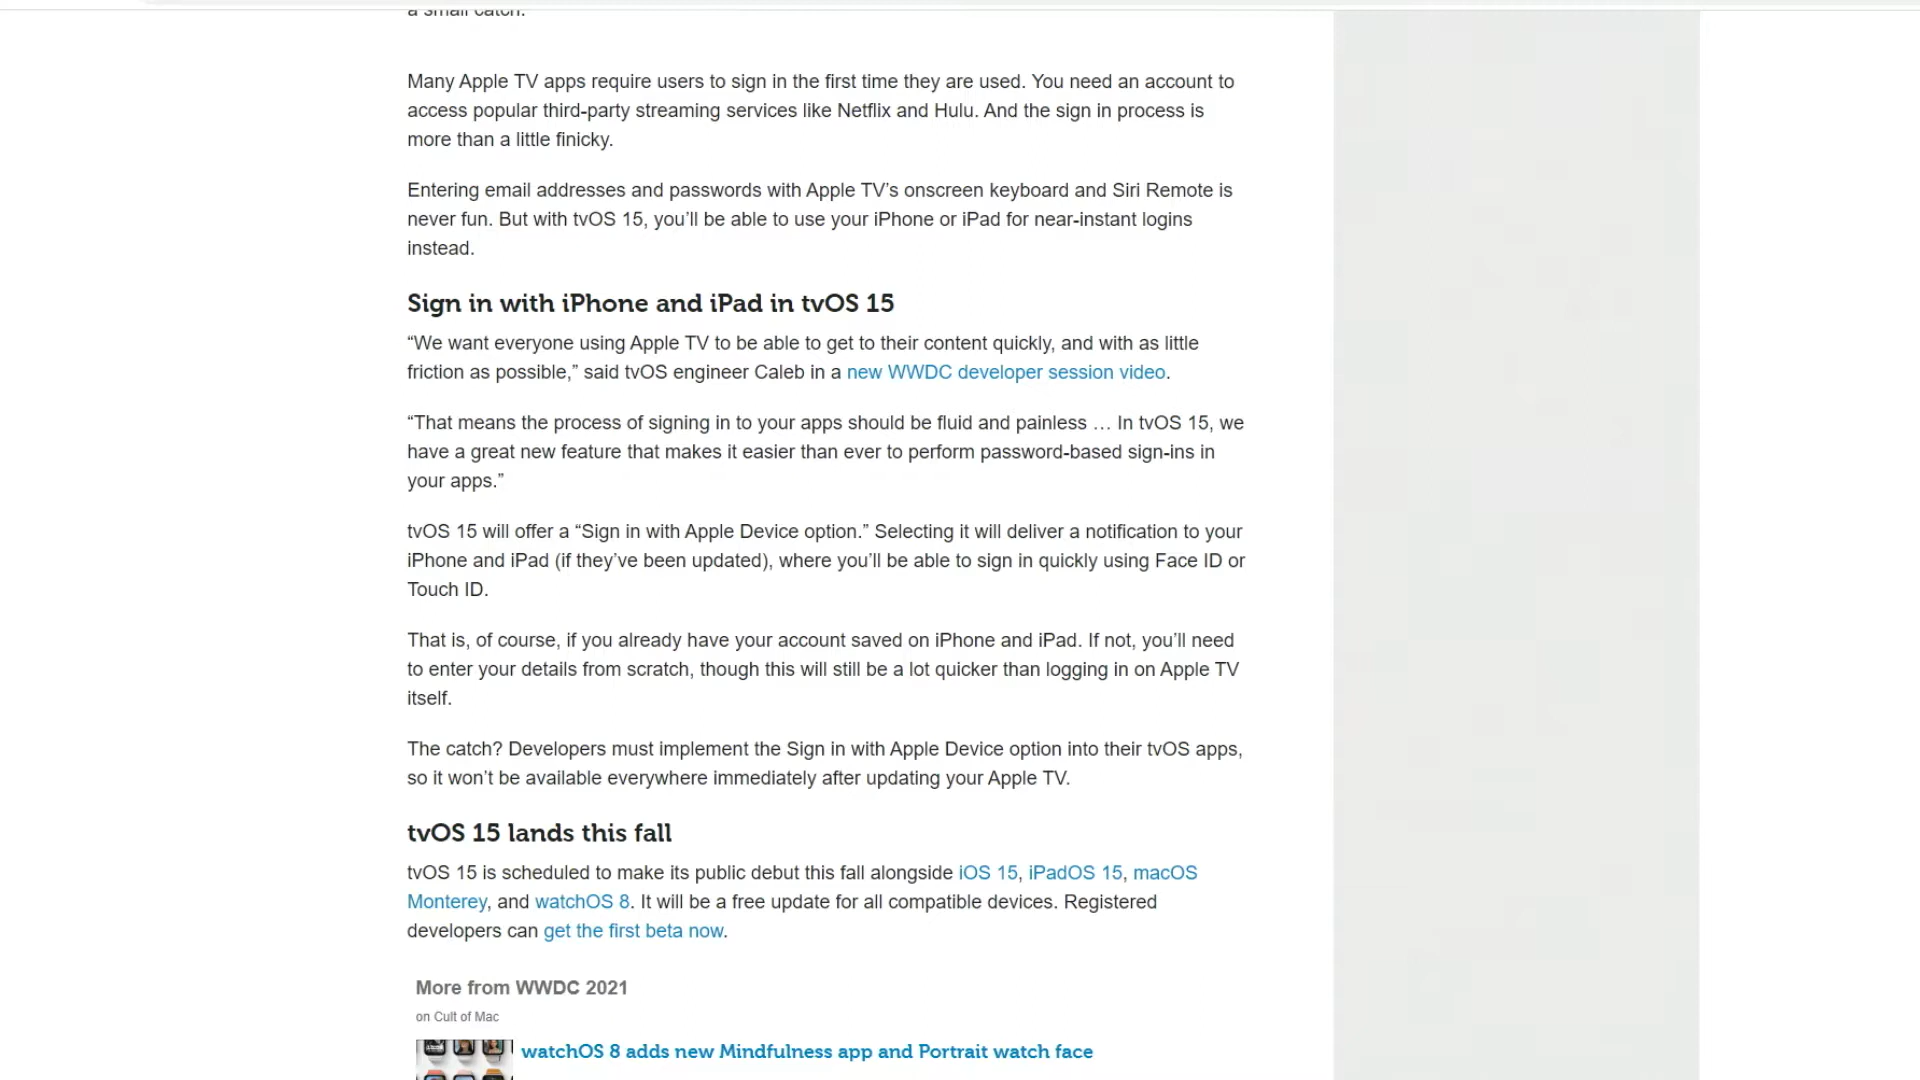 a small catch.
Many Apple TV apps require users to sign in the first time they are used. You need an account to
access popular third-party streaming services like Netflix and Hulu. And the sign in process is
more than a little finicky.
Entering email addresses and passwords with Apple TV’s onscreen keyboard and Siri Remote is
never fun. But with tvOS 15, you’ll be able to use your iPhone or iPad for near-instant logins
instead.
Sign in with iPhone and iPad in tvOS 15
“We want everyone using Apple TV to be able to get to their content quickly, and with as little
friction as possible,” said tvOS engineer Caleb in a new WWDC developer session video.
“That means the process of signing in to your apps should be fluid and painless … In tvOS 15, we
have a great new feature that makes it easier than ever to perform password-based sign-ins in
your apps.”
tvOS 15 will offer a “Sign in with Apple Device option.” Selecting it will deliver a notification to your
iPhone and iPad (if they’ve been updated), where you’ll be able to sign in quickly using Face ID or
Touch ID.
That is, of course, if you already have your account saved on iPhone and iPad. If not, you’ll need
to enter your details from scratch, though this will still be a lot quicker than logging in on Apple TV
itself.
The catch? Developers must implement the Sign in with Apple Device option into their tvOS apps,
so it won’t be available everywhere immediately after updating your Apple TV.
tvOS 15 lands this fall
tvOS 15 is scheduled to make its public debut this fall alongside iOS 15, iPadOS 15, macOS
Monterey, and watchOS 8. It will be a free update for all compatible devices. Registered
developers can get the first beta now.
More from WWDC 2021
on Cult of Mac
watchOS 8 adds new Mindfulness app and Portrait watch face